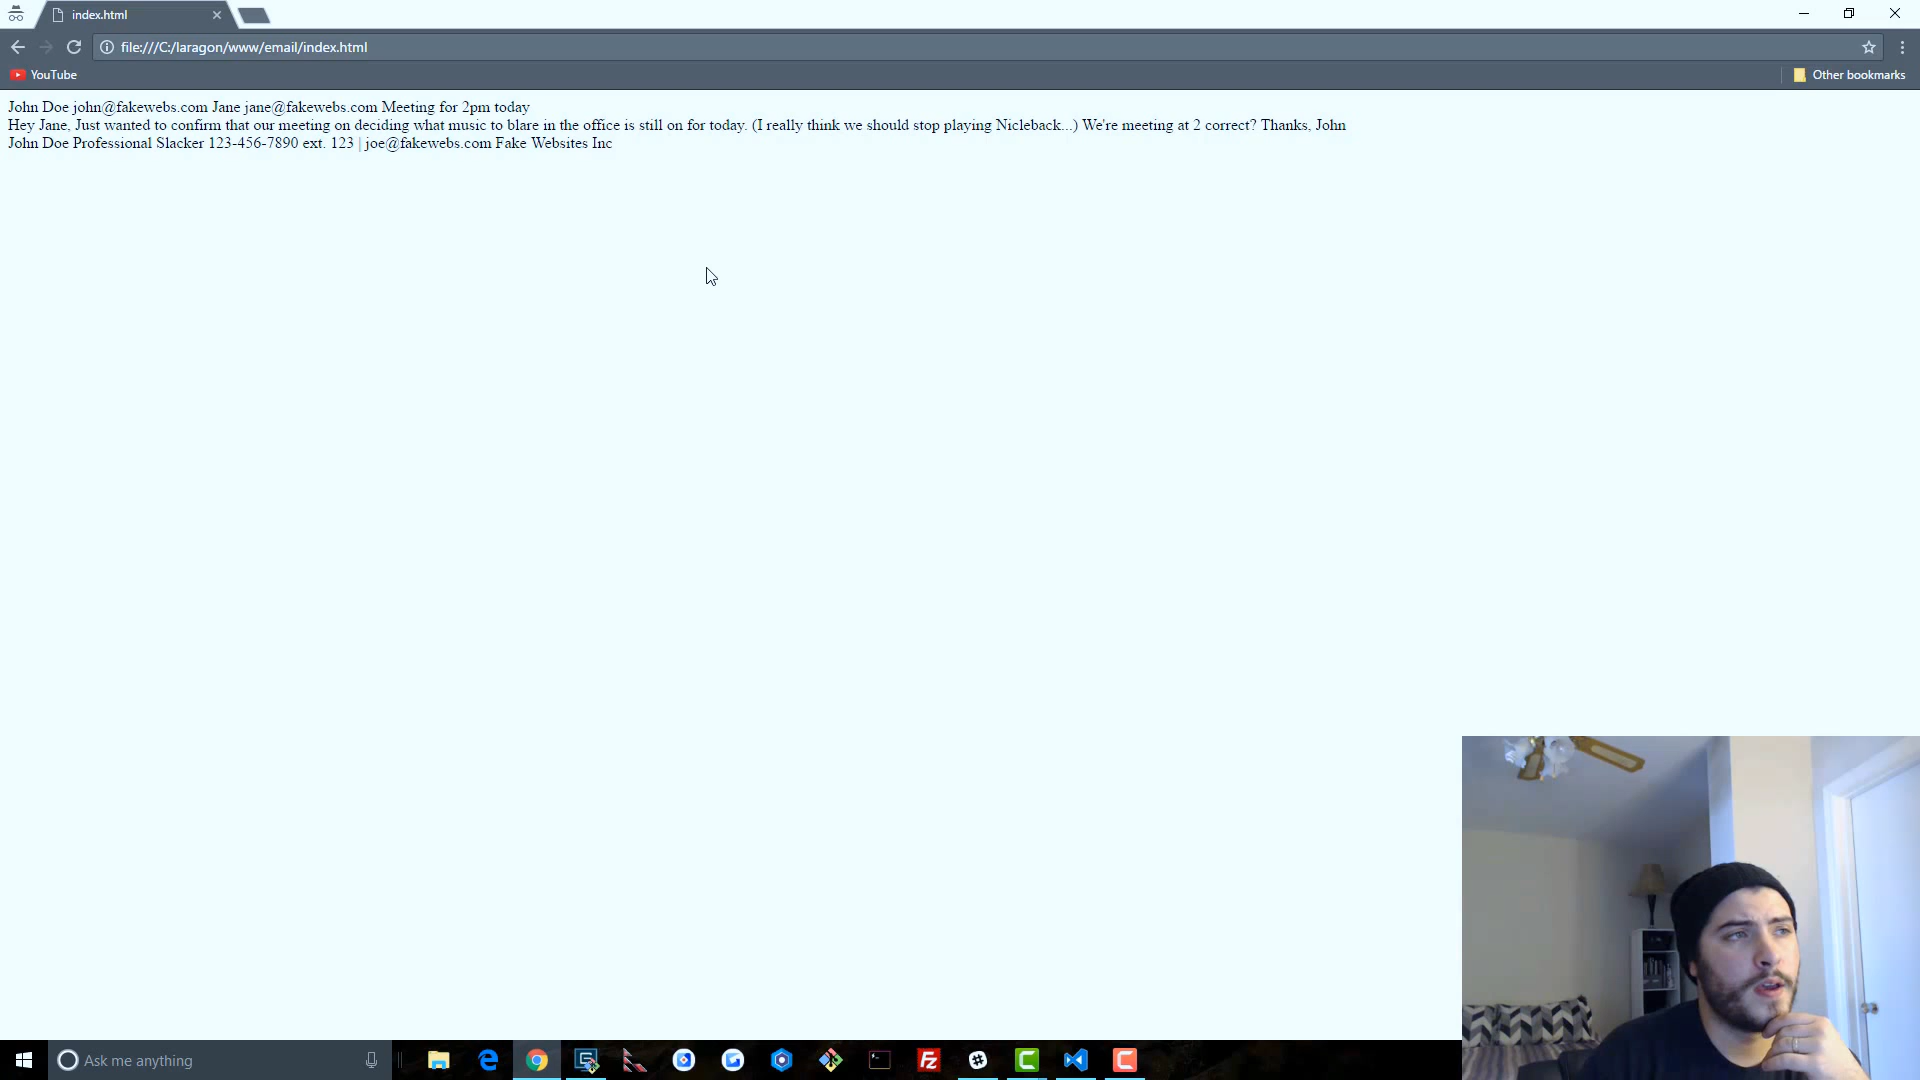 index.html
file:///C:/laragon/www/email/index.html
YouTube
Other bookmarks
John Doe john@fakewebs.com Jane jane@fakewebs.com Meeting for 2pm today
Hey Jane, Just wanted to confirm that our meeting on deciding what music to blare in the office is still on for today. (I really think we should stop playing Nicleback...) We're meeting at 2 correct? Thanks, John
John Doe Professional Slacker 123-456-7890 ext. 123 | joe@fakewebs.com Fake Websites Inc
Ask me anything